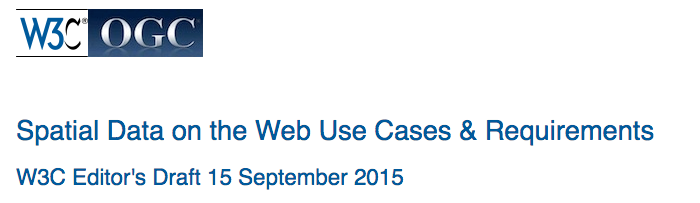 W3C® OGC®
Spatial Data on the Web Use Cases & Requirements
W3C Editor's Draft 15 September 2015